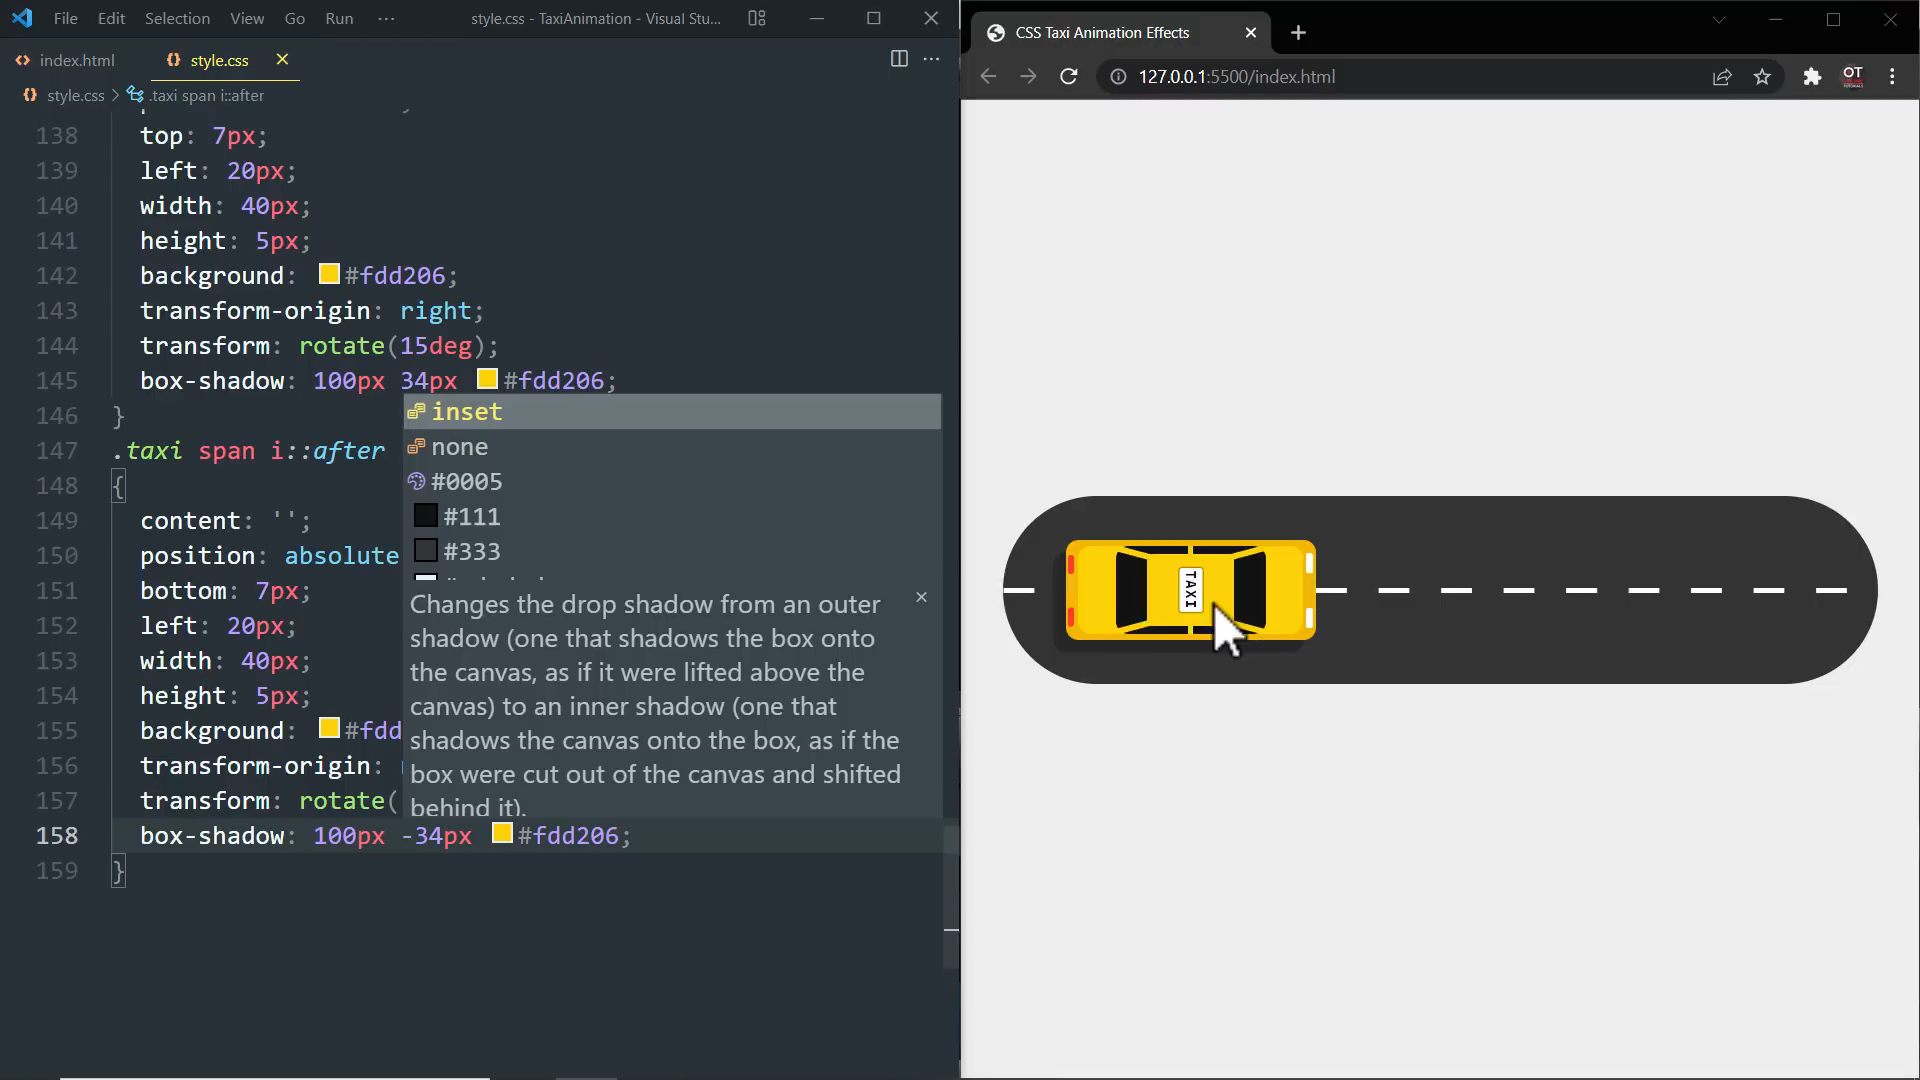 File Edit Selection View Go Run ··· style.css - TaxiAnimation - Visual Stu...
index.html style.css
style.css > .taxi span i::after
138 top: 7px;
139 left: 20px;
140 width: 40px;
141 height: 5px;
142 background: #fdd206;
143 transform-origin: right;
144 transform: rotate(15deg);
145 box-shadow: 100px 34px #fdd206;
146 }
147 .taxi span i::after
148 {
149 content: '';
150 position: absolute
151 bottom: 7px;
152 left: 20px;
153 width: 40px;
154 height: 5px;
155 background: #fdd
156 transform-origin:
157 transform: rotate(
158 box-shadow: 100px -34px #fdd206;
159 }
inset
none
#0005
#111
#333
Changes the drop shadow from an outer
shadow (one that shadows the box onto
the canvas, as if it were lifted above the
canvas) to an inner shadow (one that
shadows the canvas onto the box, as if the
box were cut out of the canvas and shifted
behind it).
CSS Taxi Animation Effects
127.0.0.1:5500/index.html
OT
TAXI